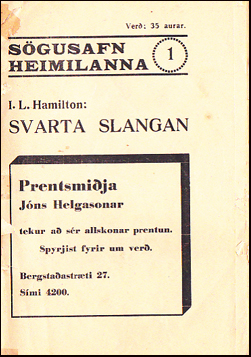 Verð: 35 aurar.
SÖGUSAFN
HEIMILANNA
1
I. L. Hamilton:
SVARTA SLANGAN
Prentsmiðja
Jóns Helgasonar
tekur að sér allskonar prentun.
Spyrjist fyrir um verð.
Bergstaðastræti 27.
Sími 4200.